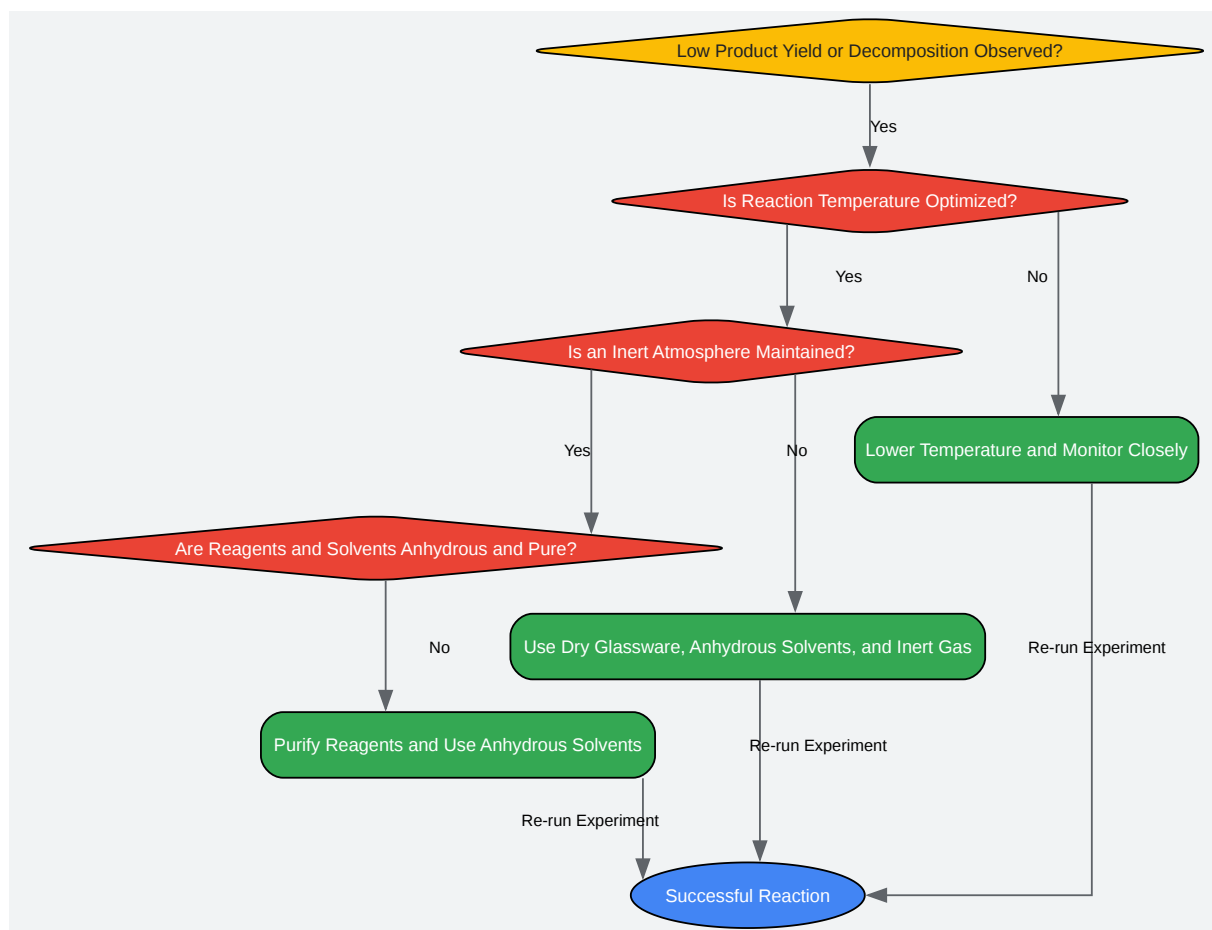 Low Product Yield or Decomposition Observed?
Yes
Is Reaction Temperature Optimized?
Yes
No
Is an Inert Atmosphere Maintained?
Yes
No
Lower Temperature and Monitor Closely
Are Reagents and Solvents Anhydrous and Pure?
No
Use Dry Glassware, Anhydrous Solvents, and Inert Gas
Re-run Experiment
Purify Reagents and Use Anhydrous Solvents
Re-run Experiment
Re-run Experiment
Successful Reaction